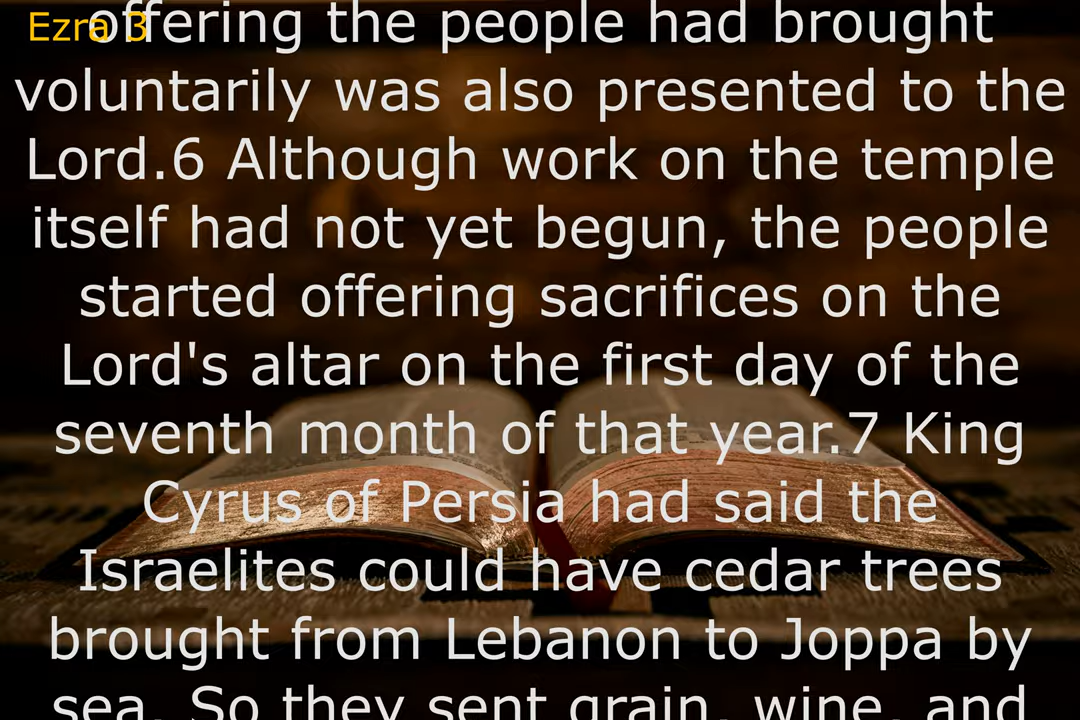 Ezra 3
offering the people had brought
voluntarily was also presented to the
Lord.6 Although work on the temple
itself had not yet begun, the people
started offering sacrifices on the
Lord's altar on the first day of the
seventh month of that year.7 King
Cyrus of Persia had said the
Israelites could have cedar trees
brought from Lebanon to Joppa by
sea. So they sent grain, wine, and